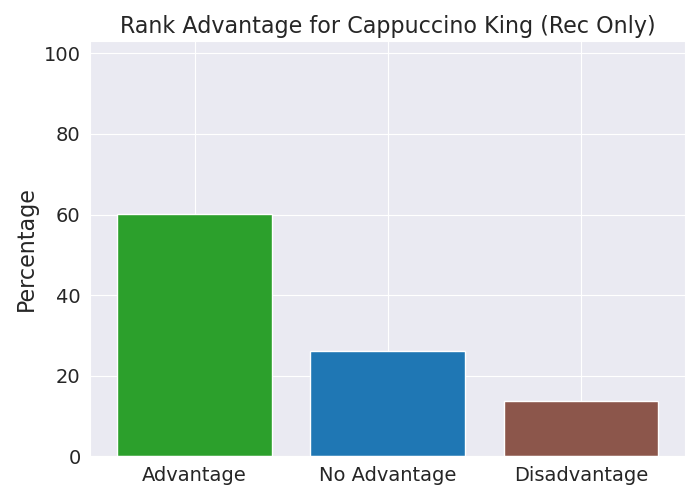 Rank Advantage for Cappuccino King (Rec Only)
100
80
60
40
20
0
Percentage
Advantage
No Advantage
Disadvantage